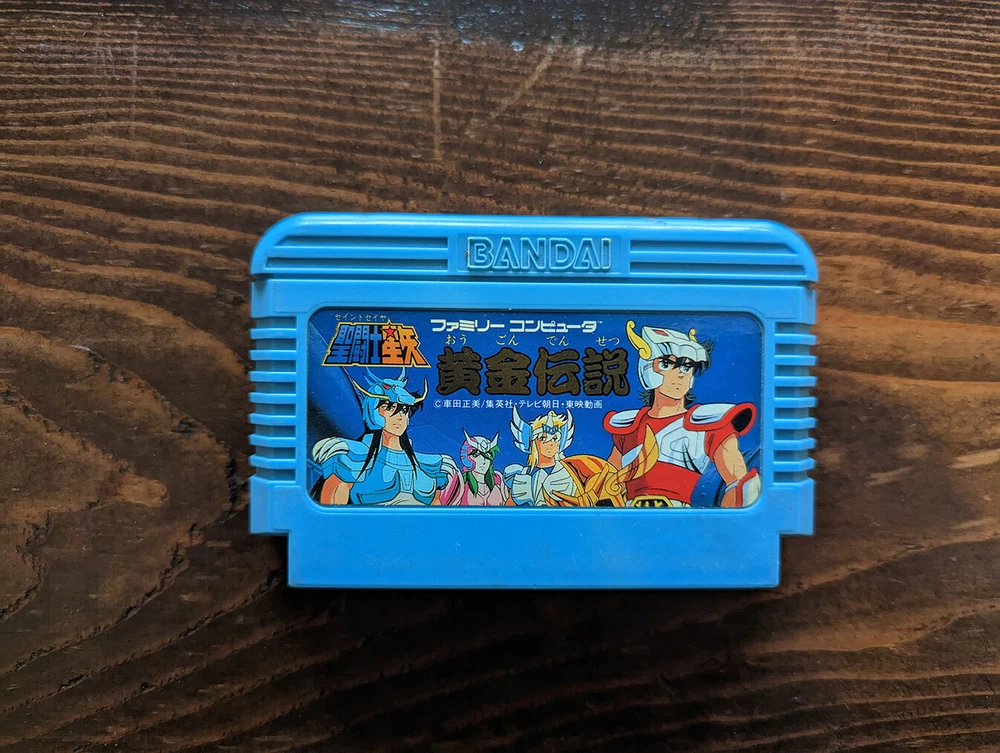 BANDAI
セイントセイヤ
聖闘士星矢
ファミリー コンピュータ
おう ごん でん せつ
黄金伝説
©車田正美/集英社・テレビ朝日・東映動画